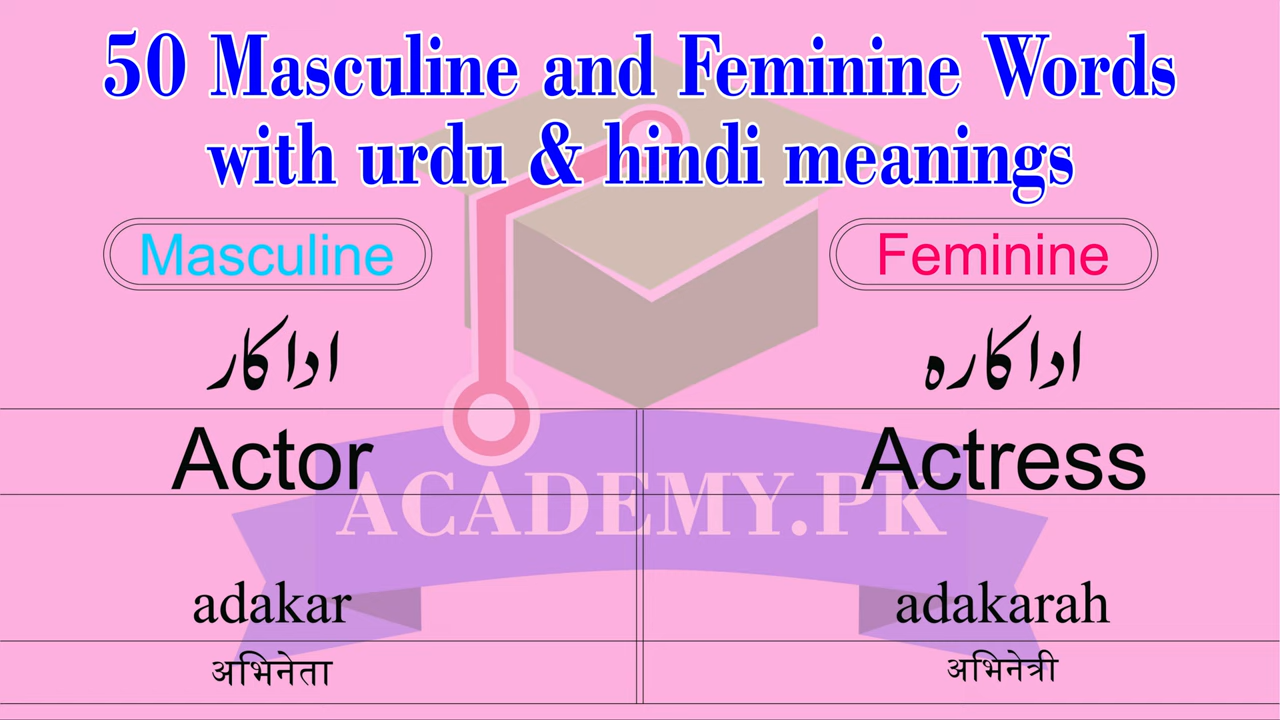 50 Masculine and Feminine Words
with urdu & hindi meanings
Masculine Feminine
اداکار اداکارہ
Actor Actress
ACADEMY.PK
adakar adakarah
अभिनेता अभिनेत्री